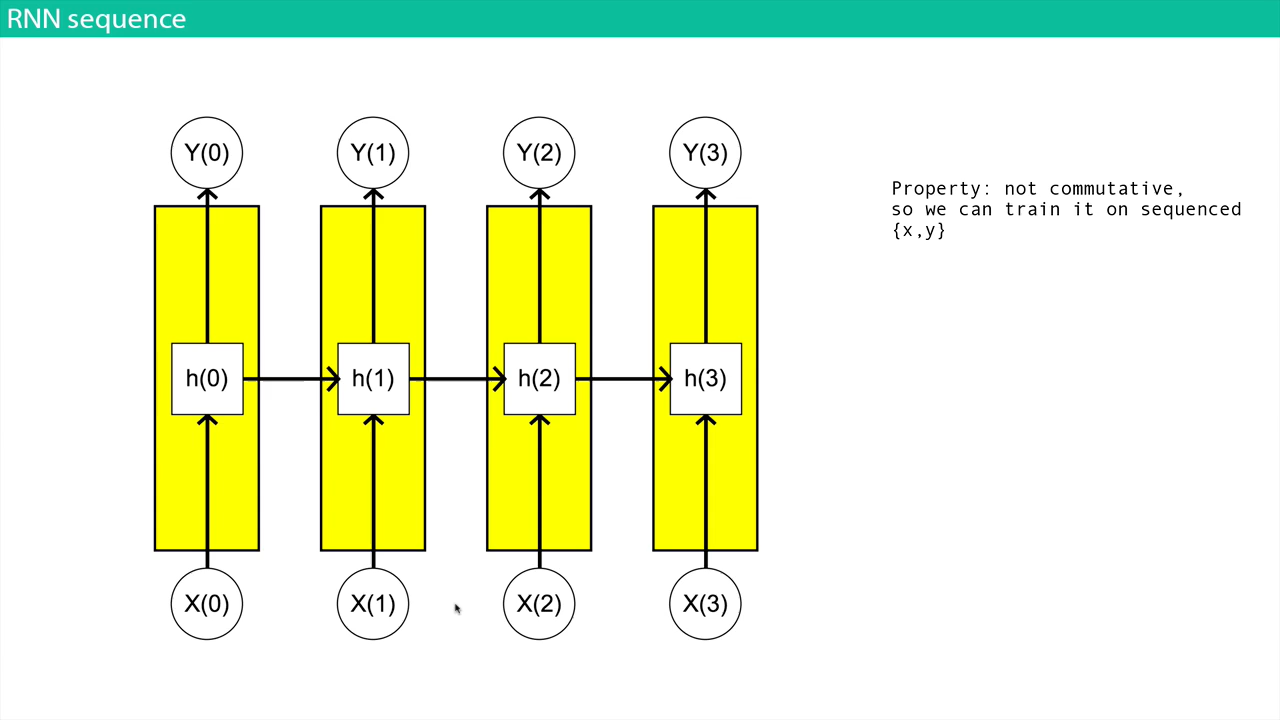 RNN sequence
Y(0) Y(1) Y(2) Y(3)
Property: not commutative,
so we can train it on sequenced
{x,y}
h(0) h(1) h(2) h(3)
X(0) X(1) X(2) X(3)